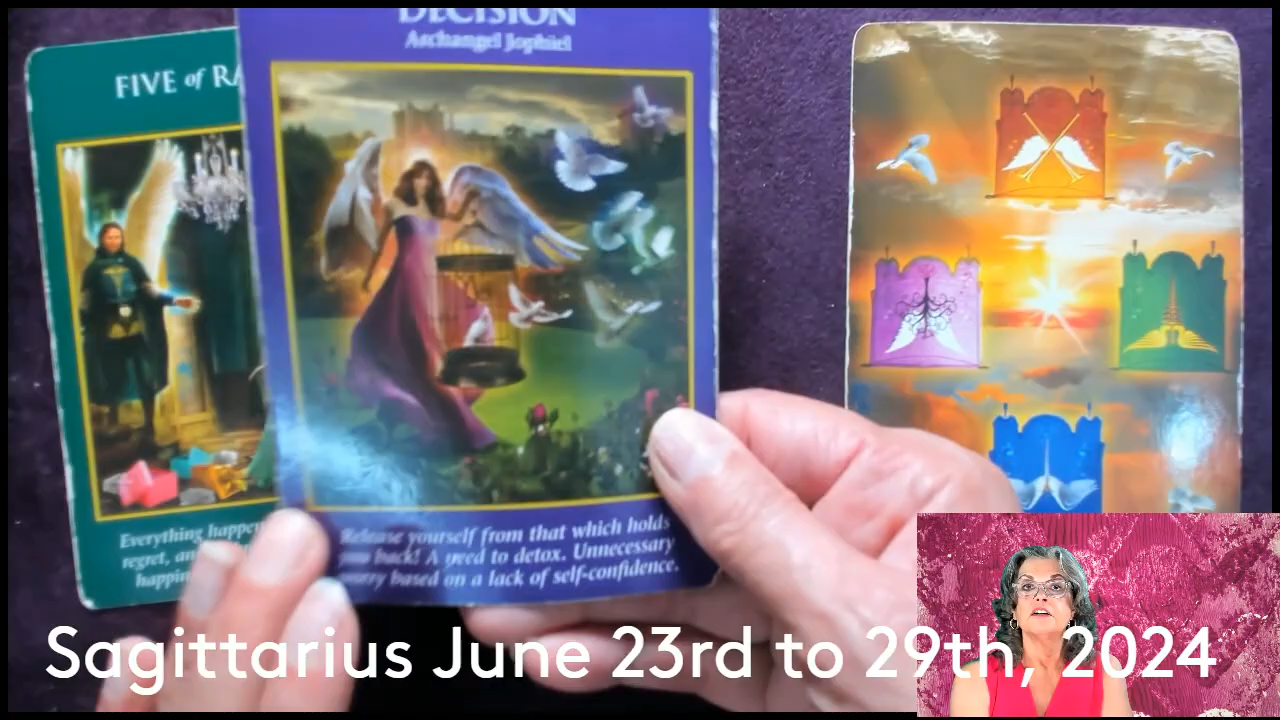 DECISION
Archangel Jophiel
FIVE of RA
Everything happen
regret, an
happin
Release yourself from that which holds
you back! A need to detox. Unnecessary
worry based on a lack of self-confidence.
Sagittarius June 23rd to 29th, 2024